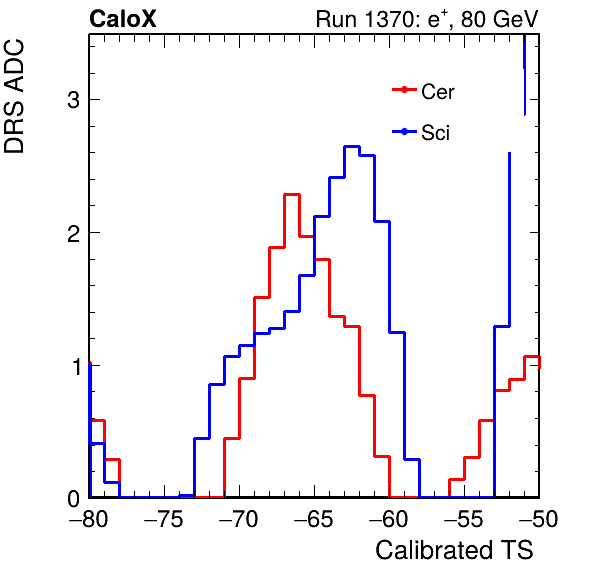 CaloX Run 1370: e⁺, 80 GeV
DRS ADC
Cer
Sci
3
2
1
0
−80 −75 −70 −65 −60 −55 −50
Calibrated TS